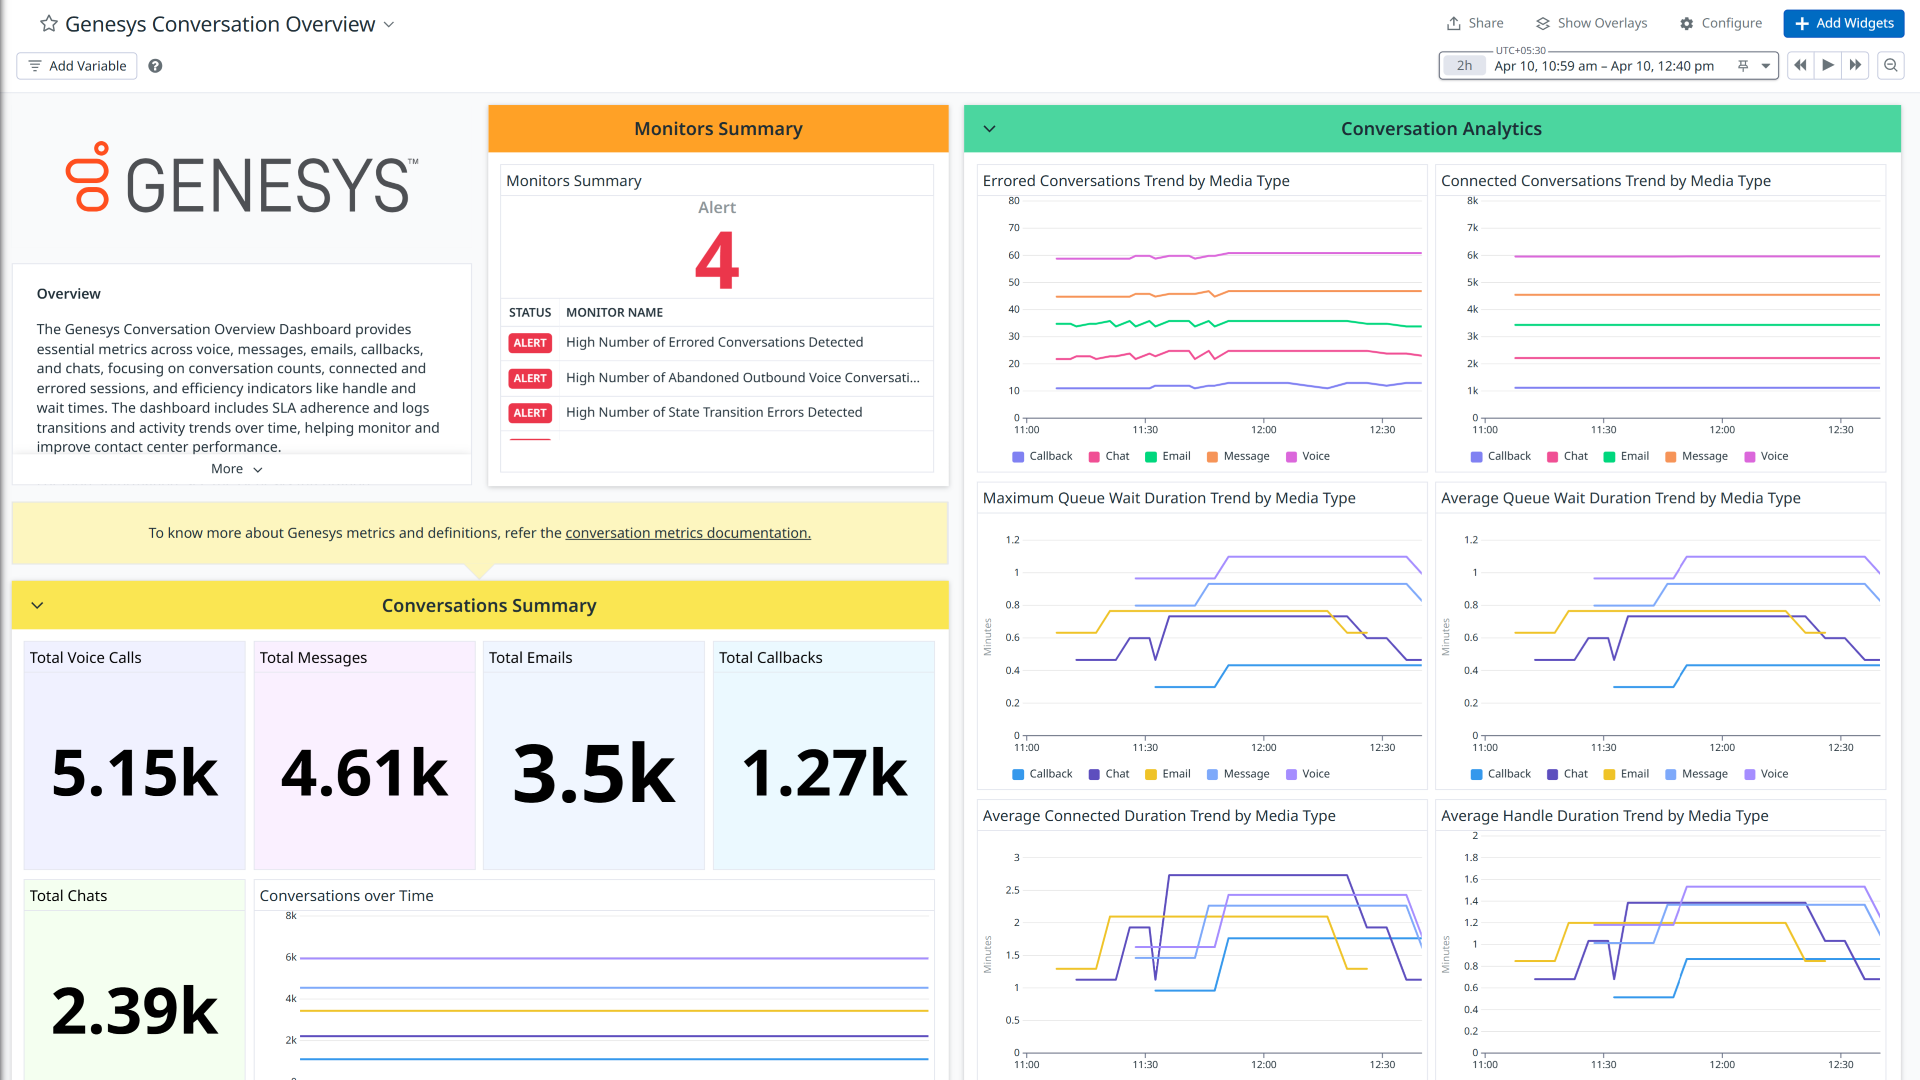 Genesys Conversation Overview
Share
Show Overlays
Configure
Add Widgets
Add Variable
UTC+05:30
2h
Apr 10, 10:59 am – Apr 10, 12:40 pm
GENESYS™
Overview
The Genesys Conversation Overview Dashboard provides
essential metrics across voice, messages, emails, callbacks,
and chats, focusing on conversation counts, connected and
errored sessions, and efficiency indicators like handle and
wait times. The dashboard includes SLA adherence and logs
transitions and activity trends over time, helping monitor and
improve contact center performance.
More
Monitors Summary
Monitors Summary
Alert
4
STATUS MONITOR NAME
ALERT High Number of Errored Conversations Detected
ALERT High Number of Abandoned Outbound Voice Conversati...
ALERT High Number of State Transition Errors Detected
To know more about Genesys metrics and definitions, refer the conversation metrics documentation.
Conversations Summary
Total Voice Calls
5.15k
Total Messages
4.61k
Total Emails
3.5k
Total Callbacks
1.27k
Total Chats
2.39k
Conversations over Time
8k
6k
4k
2k
Conversation Analytics
Errored Conversations Trend by Media Type
80
70
60
50
40
30
20
10
0
11:00 11:30 12:00 12:30
Callback Chat Email Message Voice
Connected Conversations Trend by Media Type
8k
7k
6k
5k
4k
3k
2k
1k
0
11:00 11:30 12:00 12:30
Callback Chat Email Message Voice
Maximum Queue Wait Duration Trend by Media Type
Minutes
1.2
1
0.8
0.6
0.4
0.2
0
11:00 11:30 12:00 12:30
Callback Chat Email Message Voice
Average Queue Wait Duration Trend by Media Type
Minutes
1.2
1
0.8
0.6
0.4
0.2
0
11:00 11:30 12:00 12:30
Callback Chat Email Message Voice
Average Connected Duration Trend by Media Type
Minutes
3
2.5
2
1.5
1
0.5
0
11:00 11:30 12:00 12:30
Average Handle Duration Trend by Media Type
Minutes
2
1.8
1.6
1.4
1.2
1
0.8
0.6
0.4
0.2
0
11:00 11:30 12:00 12:30